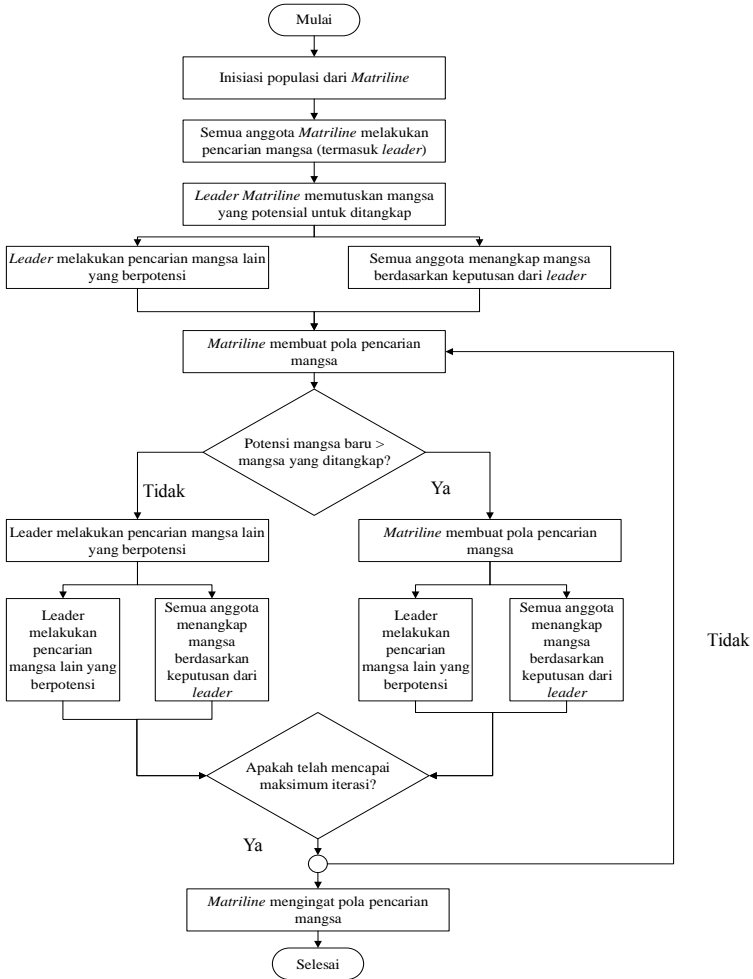 Mulai
Inisiasi populasi dari Matriline
Semua anggota Matriline melakukan
pencarian mangsa (termasuk leader)
Leader Matriline memutuskan mangsa
yang potensial untuk ditangkap
Leader melakukan pencarian mangsa lain
yang berpotensi
Semua anggota menangkap mangsa
berdasarkan keputusan dari leader
Matriline membuat pola pencarian
mangsa
Potensi mangsa baru >
mangsa yang ditangkap?
Tidak
Ya
Leader melakukan pencarian mangsa lain
yang berpotensi
Matriline membuat pola pencarian
mangsa
Leader
melakukan
pencarian
mangsa lain yang
berpotensi
Semua anggota
menangkap
mangsa
berdasarkan
keputusan dari
leader
Leader
melakukan
pencarian
mangsa lain yang
berpotensi
Semua anggota
menangkap
mangsa
berdasarkan
keputusan dari
leader
Tidak
Apakah telah mencapai
maksimum iterasi?
Ya
Matriline mengingat pola pencarian
mangsa
Selesai